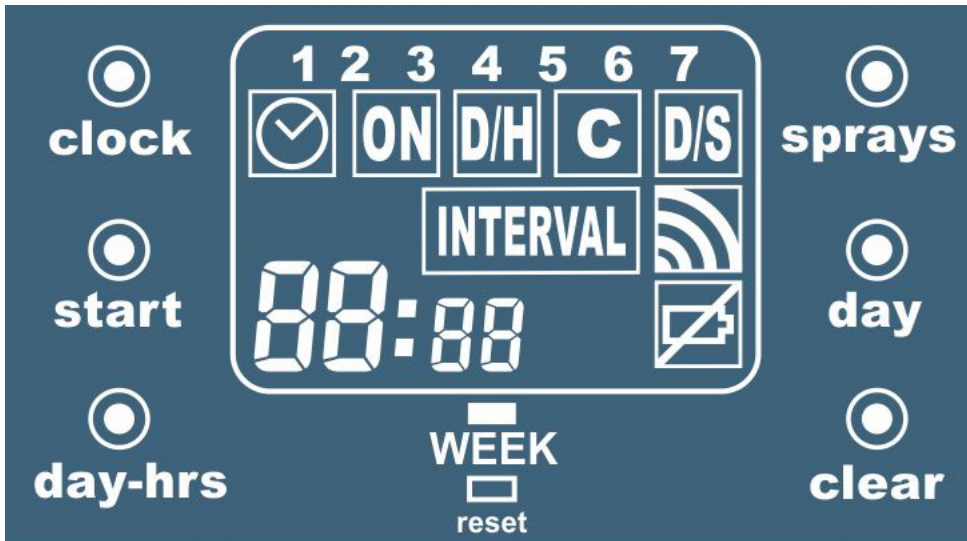 1 2 3 4 5 6 7
clock
ON D/H C D/S
sprays
INTERVAL
start
88:88
day
day-hrs
WEEK
clear
reset